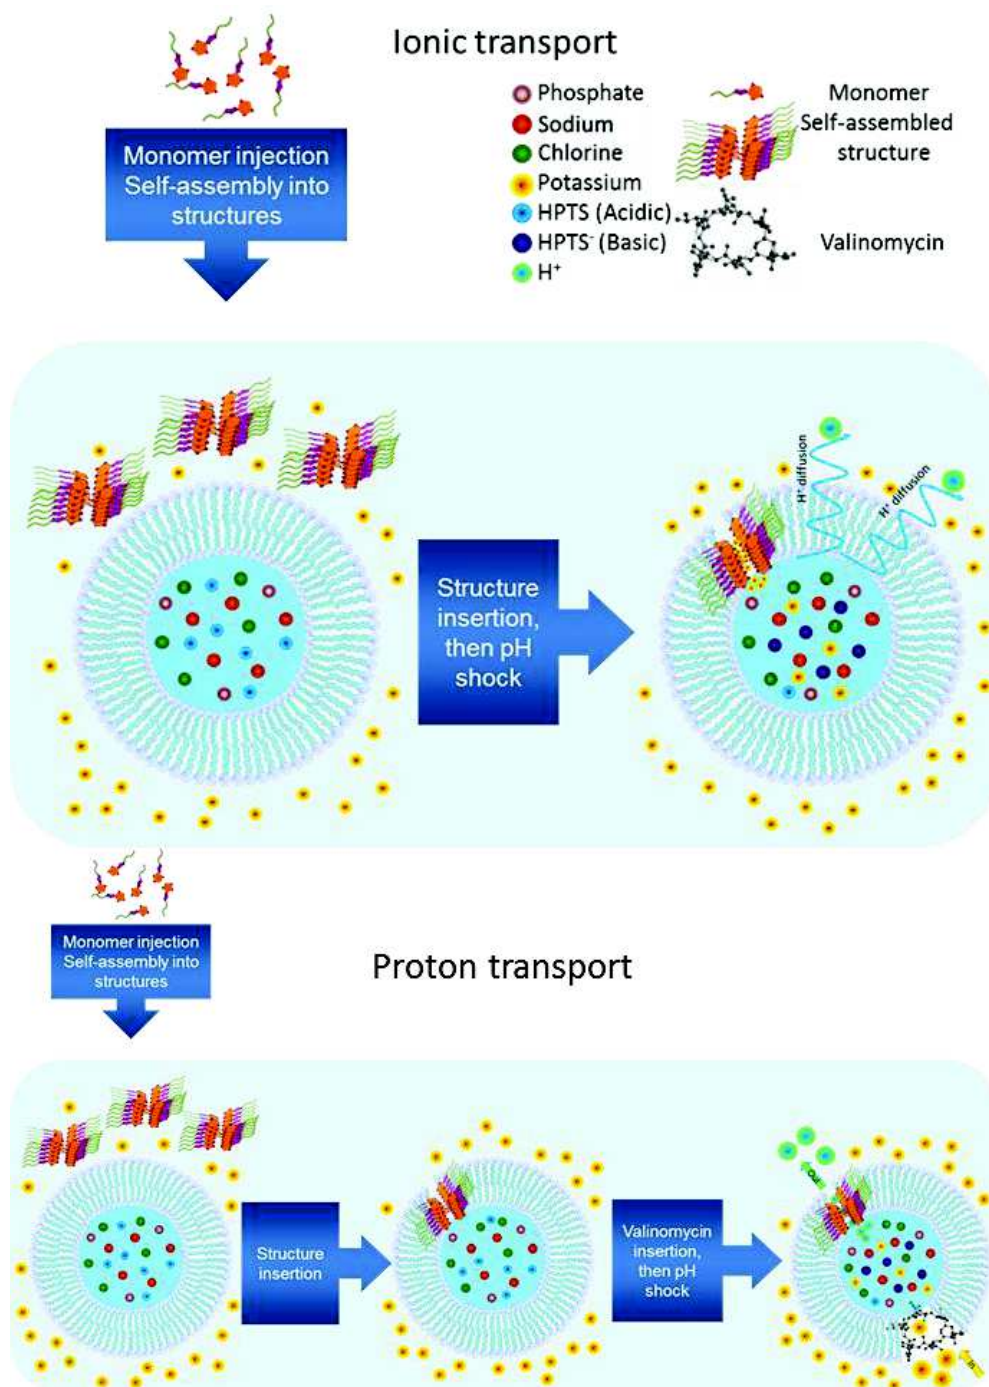 Ionic transport
Phosphate
Sodium
Chlorine
Potassium
HPTS (Acidic)
HPTS⁻ (Basic)
H⁺
Monomer
Self-assembled
structure
Valinomycin
Monomer injection
Self-assembly into
structures
Structure
insertion,
then pH
shock
H⁺ diffusion
H⁺ diffusion
Monomer injection
Self-assembly into
structures
Proton transport
Structure
insertion
Valinomycin
insertion,
then pH
shock
Out
In